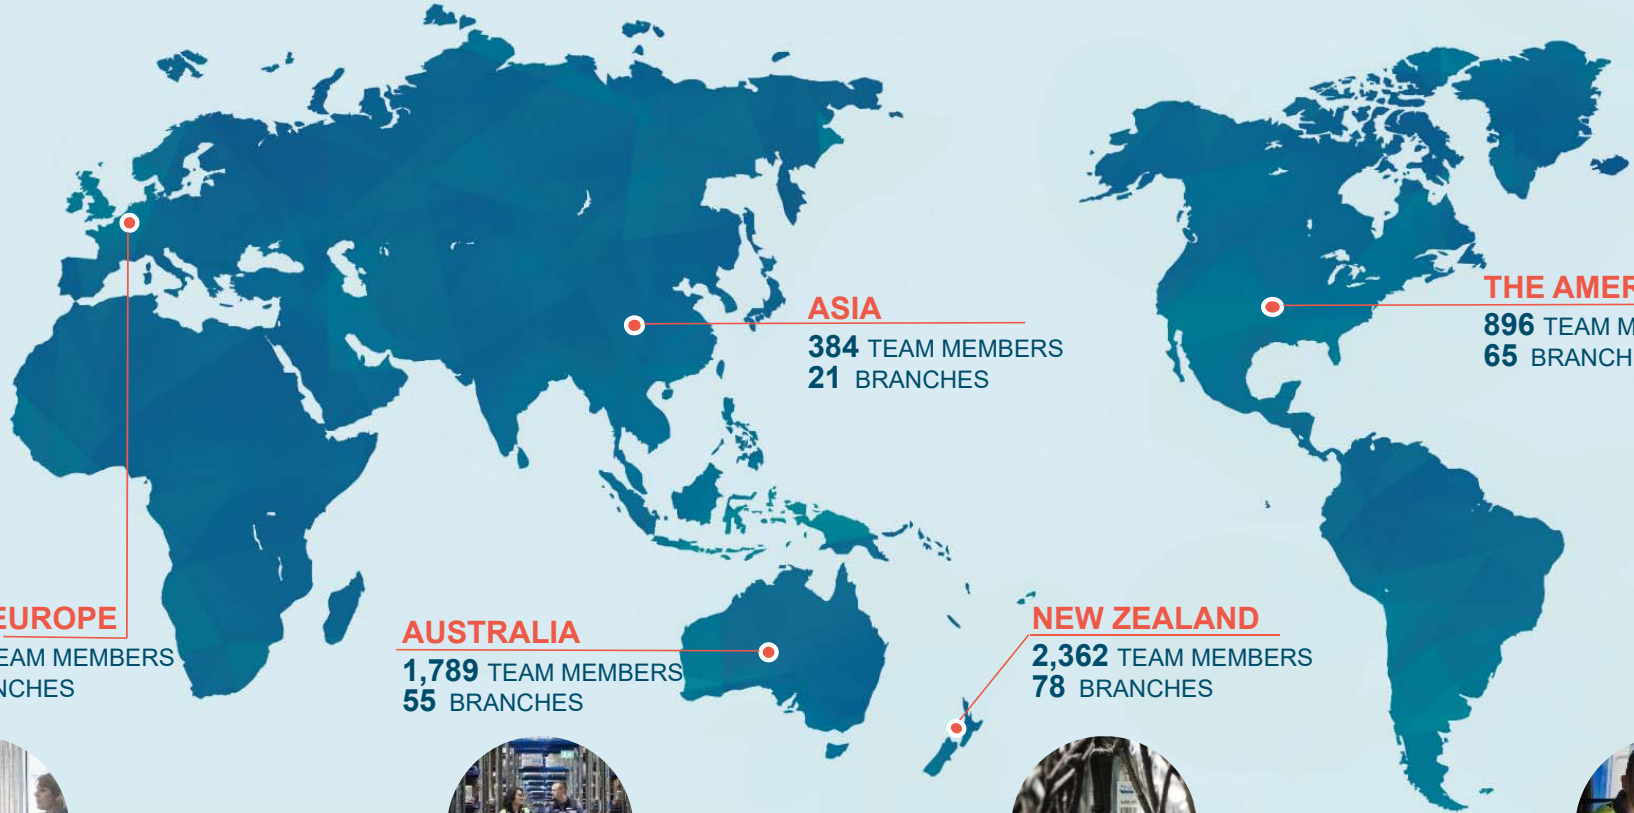 ASIA
384 TEAM MEMBERS
21 BRANCHES
THE AMER
896 TEAM M
65 BRANCH
EUROPE
EAM MEMBERS
NCHES
AUSTRALIA
1,789 TEAM MEMBERS
55 BRANCHES
NEW ZEALAND
2,362 TEAM MEMBERS
78 BRANCHES